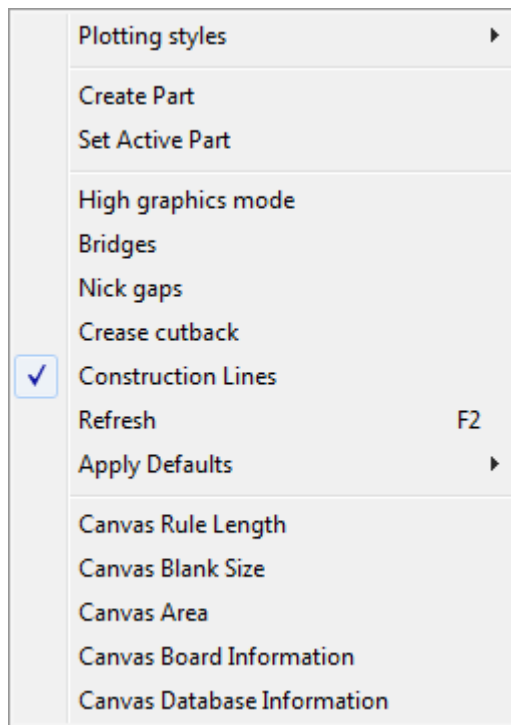 Plotting styles
Create Part
Set Active Part
High graphics mode
Bridges
Nick gaps
Crease cutback
Construction Lines
Refresh F2
Apply Defaults
Canvas Rule Length
Canvas Blank Size
Canvas Area
Canvas Board Information
Canvas Database Information